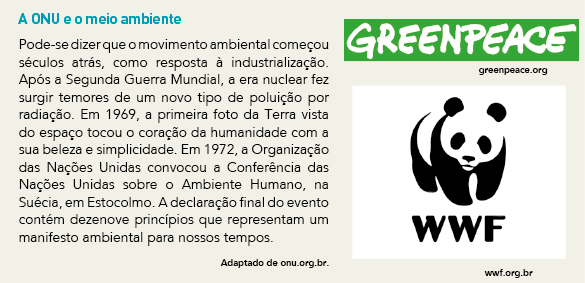 A ONU e o meio ambiente
Pode-se dizer que o movimento ambiental começou
séculos atrás, como resposta à industrialização.
Após a Segunda Guerra Mundial, a era nuclear fez
surgir temores de um novo tipo de poluição por
radiação. Em 1969, a primeira foto da Terra vista
do espaço tocou o coração da humanidade com a
sua beleza e simplicidade. Em 1972, a Organização
das Nações Unidas convocou a Conferência das
Nações Unidas sobre o Ambiente Humano, na
Suécia, em Estocolmo. A declaração final do evento
contém dezenove princípios que representam um
manifesto ambiental para nossos tempos.
Adaptado de onu.org.br.
GREENPEACE
greenpeace.org
WWF
wwf.org.br